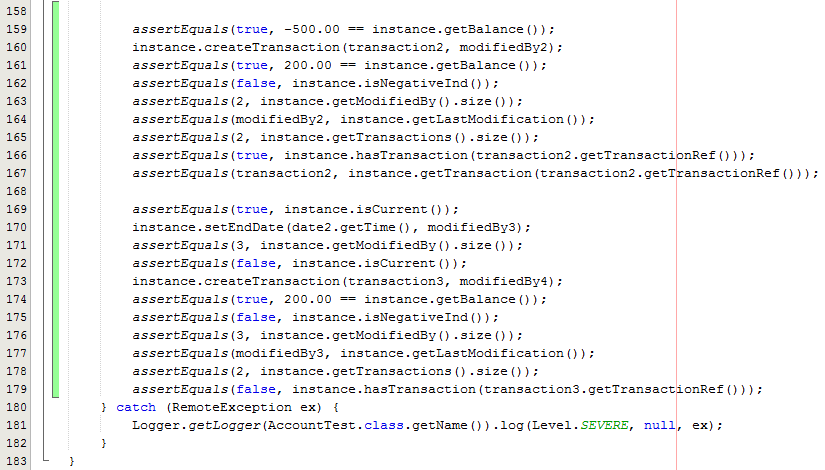 158
159 assertEquals(true, -500.00 == instance.getBalance());
160 instance.createTransaction(transaction2, modifiedBy2);
161 assertEquals(true, 200.00 == instance.getBalance());
162 assertEquals(false, instance.isNegativeInd());
163 assertEquals(2, instance.getModifiedBy().size());
164 assertEquals(modifiedBy2, instance.getLastModification());
165 assertEquals(2, instance.getTransactions().size());
166 assertEquals(true, instance.hasTransaction(transaction2.getTransactionRef()));
167 assertEquals(transaction2, instance.getTransaction(transaction2.getTransactionRef()));
168
169 assertEquals(true, instance.isCurrent());
170 instance.setEndDate(date2.getTime(), modifiedBy3);
171 assertEquals(3, instance.getModifiedBy().size());
172 assertEquals(false, instance.isCurrent());
173 instance.createTransaction(transaction3, modifiedBy4);
174 assertEquals(true, 200.00 == instance.getBalance());
175 assertEquals(false, instance.isNegativeInd());
176 assertEquals(3, instance.getModifiedBy().size());
177 assertEquals(modifiedBy3, instance.getLastModification());
178 assertEquals(2, instance.getTransactions().size());
179 assertEquals(false, instance.hasTransaction(transaction3.getTransactionRef()));
180 } catch (RemoteException ex) {
181 Logger.getLogger(AccountTest.class.getName()).log(Level.SEVERE, null, ex);
182 }
183 }